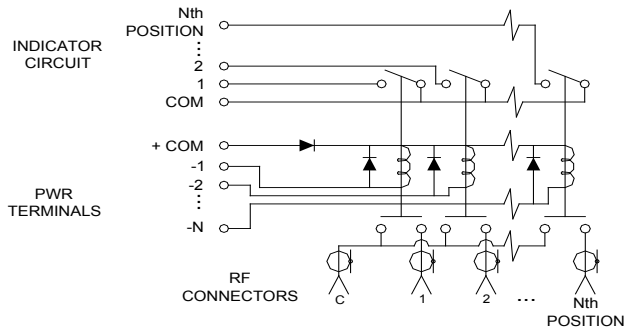 Nth
POSITION
⋮
INDICATOR
CIRCUIT
2
1
COM
+ COM
-1
-2
⋮
PWR
TERMINALS
-N
RF
CONNECTORS
C
1
2
...
Nth
POSITION